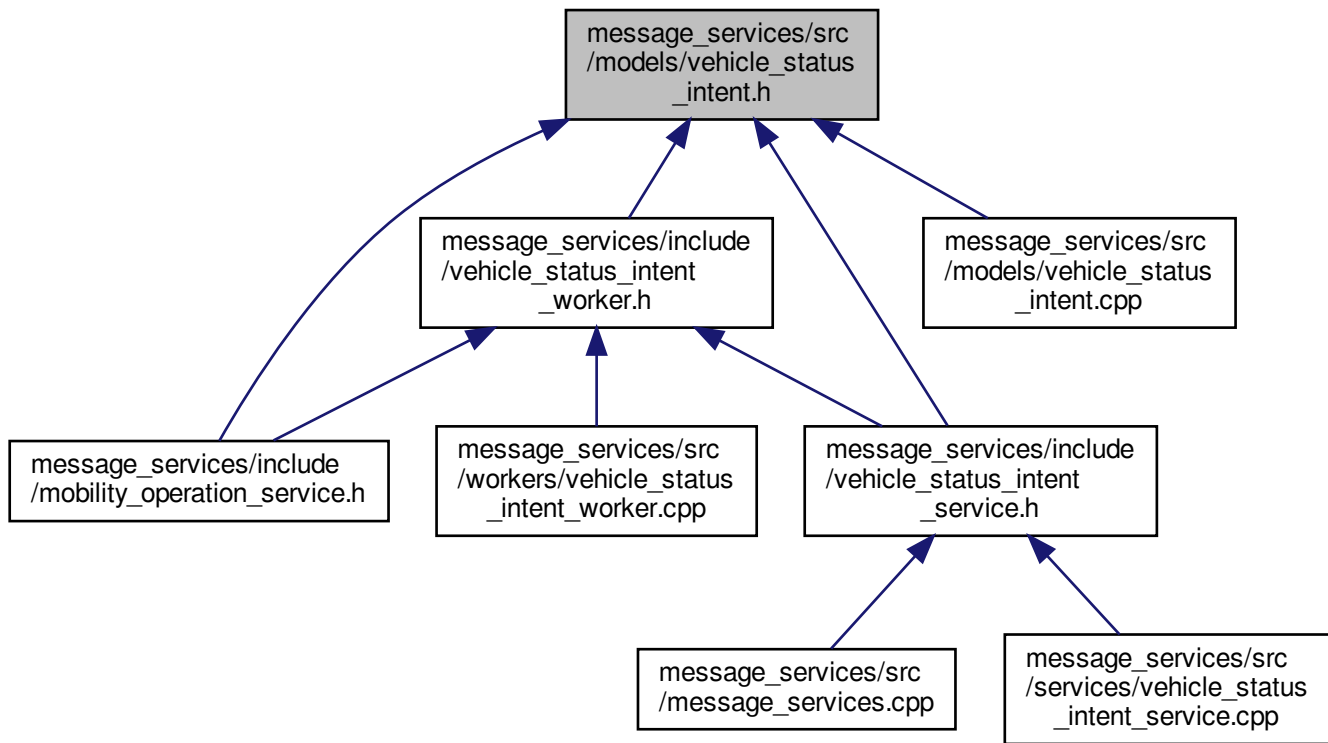 message_services/src
/models/vehicle_status
_intent.h
message_services/include
/vehicle_status_intent
_worker.h
message_services/src
/models/vehicle_status
_intent.cpp
message_services/include
/mobility_operation_service.h
message_services/src
/workers/vehicle_status
_intent_worker.cpp
message_services/include
/vehicle_status_intent
_service.h
message_services/src
/message_services.cpp
message_services/src
/services/vehicle_status
_intent_service.cpp